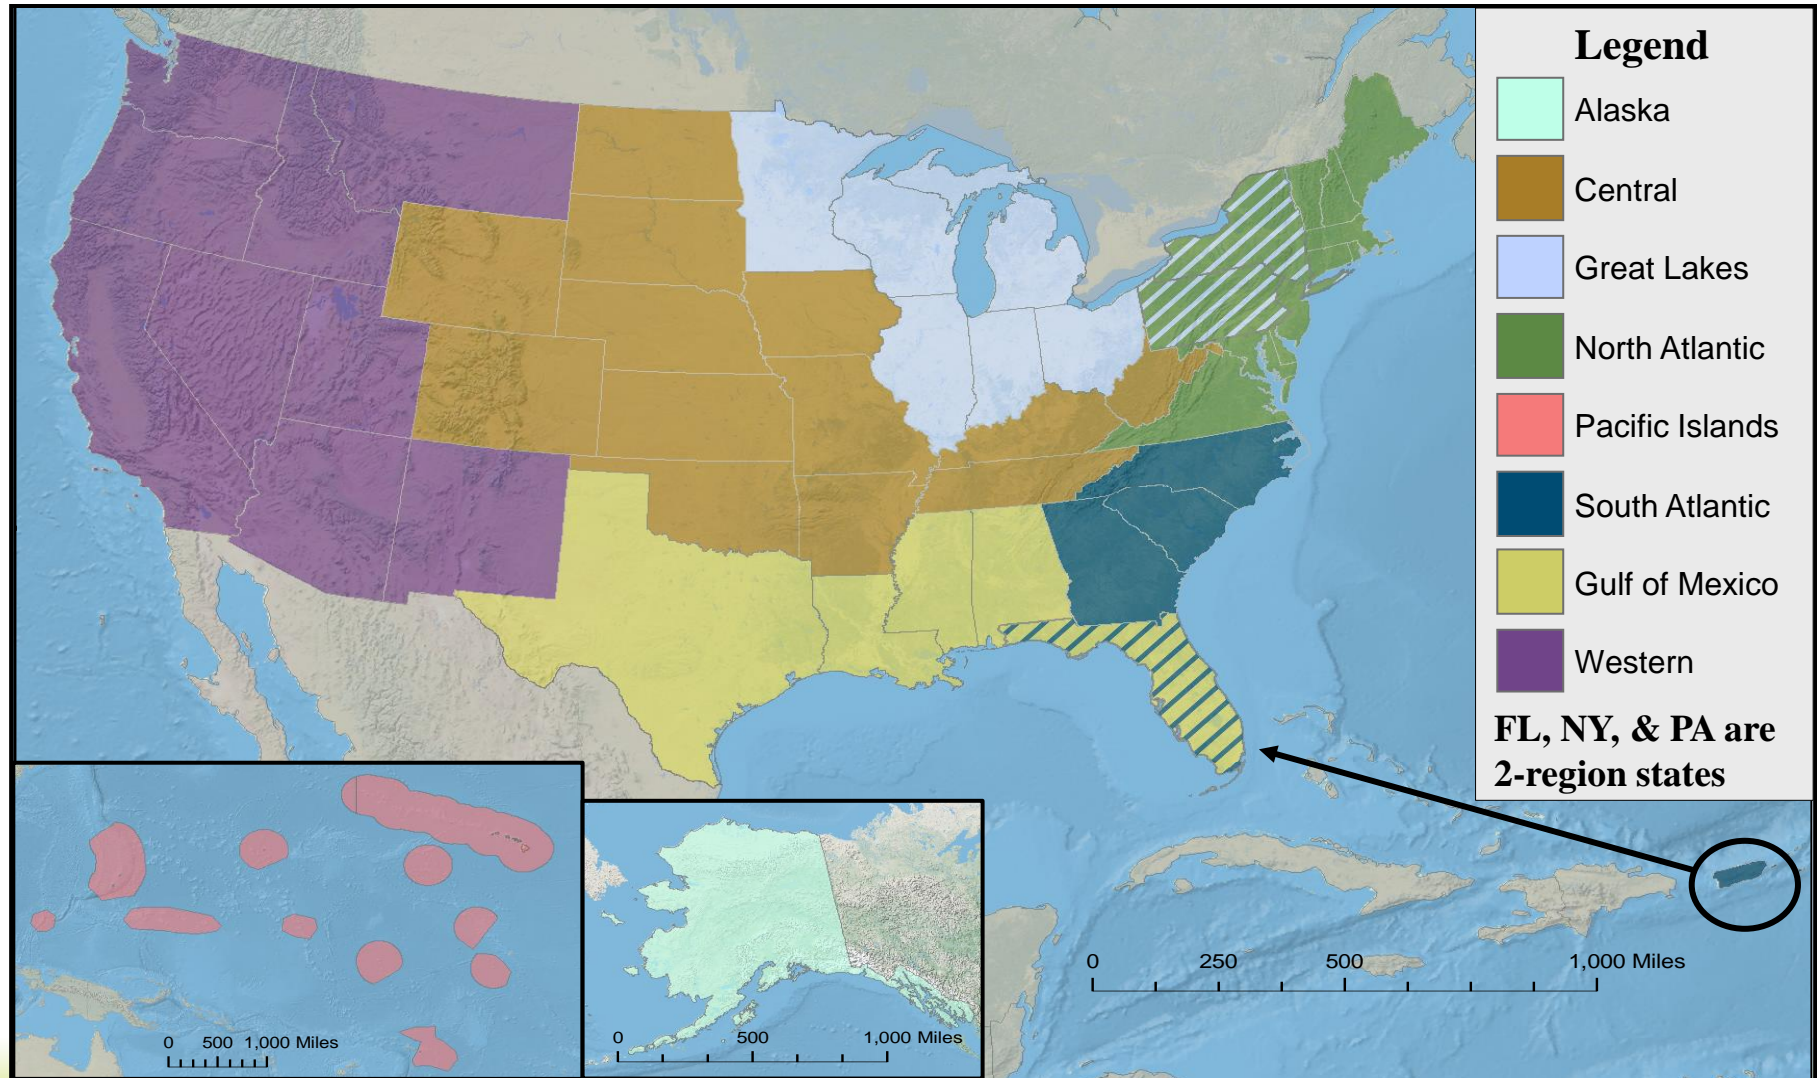 Legend
Alaska
Central
Great Lakes
North Atlantic
Pacific Islands
South Atlantic
Gulf of Mexico
Western
FL, NY, & PA are
2-region states
0 250 500 1,000 Miles
0 500 1,000 Miles
0 500 1,000 Miles